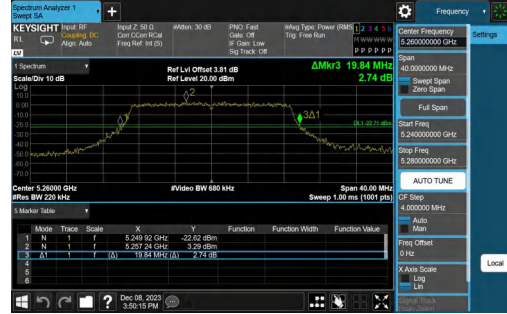 Spectrum Analyzer 1
Swept SA
Frequency
KEYSIGHT
Input: RF
Coupling: DC
Align: Auto
Input Z: 50 Ω
Corr CCorr RCal
Freq Ref: Int (S)
#Atten: 30 dB
PNO: Fast
Gate: Off
IF Gain: Low
Sig Track: Off
#Avg Type: Power (RMS
Trig: Free Run
1 2 3 4 5 6
M W W W W W
P P P P P P
Center Frequency
5.260000000 GHz
Settings
Span
40.0000000 MHz
Swept Span
Zero Span
Full Span
Start Freq
5.240000000 GHz
Stop Freq
5.280000000 GHz
AUTO TUNE
CF Step
4.000000 MHz
Auto
Man
Freq Offset
0 Hz
X Axis Scale
Log
Lin
Signal Track
Local
1 Spectrum
Scale/Div 10 dB
Log
Ref Lvl Offset 3.81 dB
Ref Level 20.00 dBm
ΔMkr3 19.84 MHz
2.74 dB
10.0
0.00
-10.0
-20.0
-30.0
-40.0
-50.0
-60.0
-70.0
2
3Δ1
DL1 -22.71 dBm
Center 5.26000 GHz
#Res BW 220 kHz
#Video BW 680 kHz
Span 40.00 MHz
Sweep 1.00 ms (1001 pts)
5 Marker Table
Mode Trace Scale X Y Function Function Width Function Value
1 N 1 f 5.249 92 GHz -22.62 dBm
2 N 1 f 5.257 24 GHz 3.29 dBm
3 Δ1 1 f (Δ) 19.84 MHz (Δ) 2.74 dB
4
5
6
?
Dec 08, 2023
3:50:15 PM